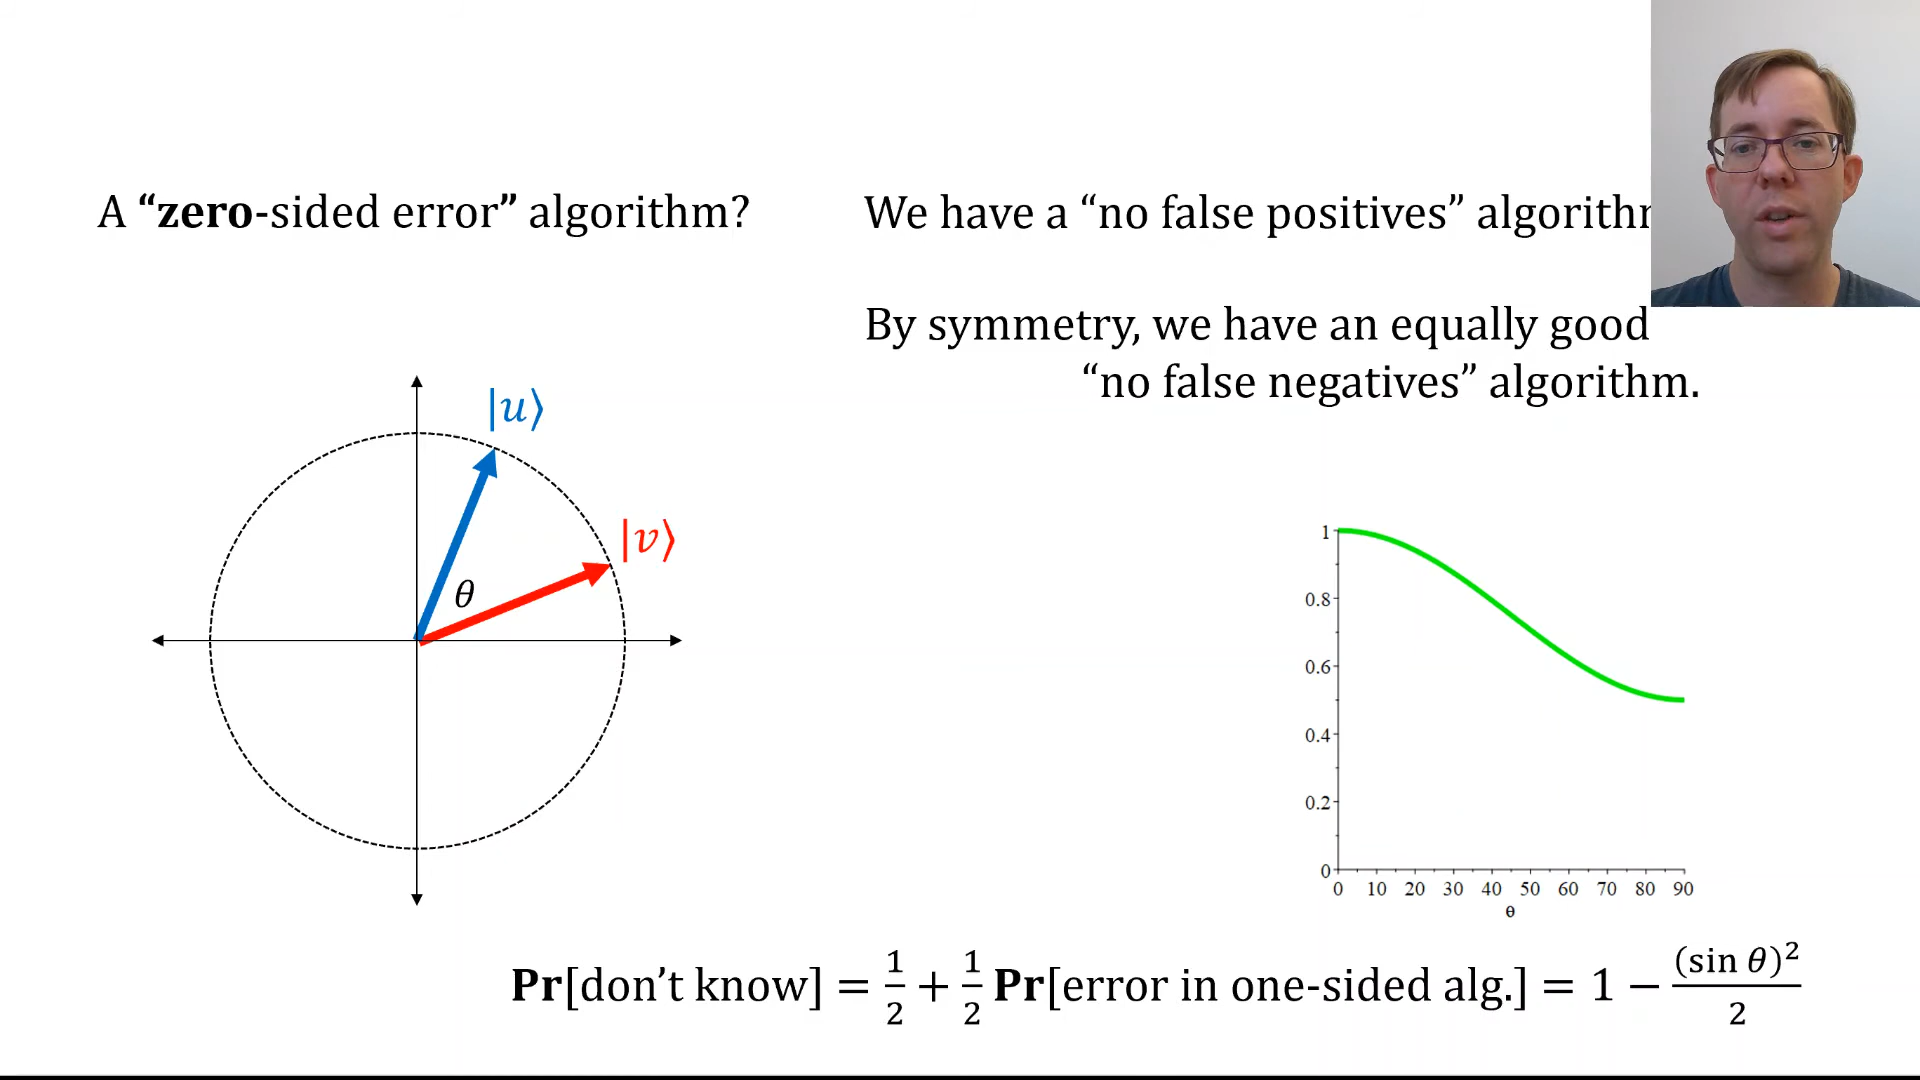 A “zero-sided error” algorithm?
We have a “no false positives”
By symmetry, we have an equally good
“no false negatives” algorithm.
|u⟩
|v⟩
θ
1
0.8
0.6
0.4
0.2
0
0 10 20 30 40 50 60 70 80 90
θ
Pr[don’t know] = 1/2 + 1/2 Pr[error in one-sided alg.] = 1 − (sin θ)²/2